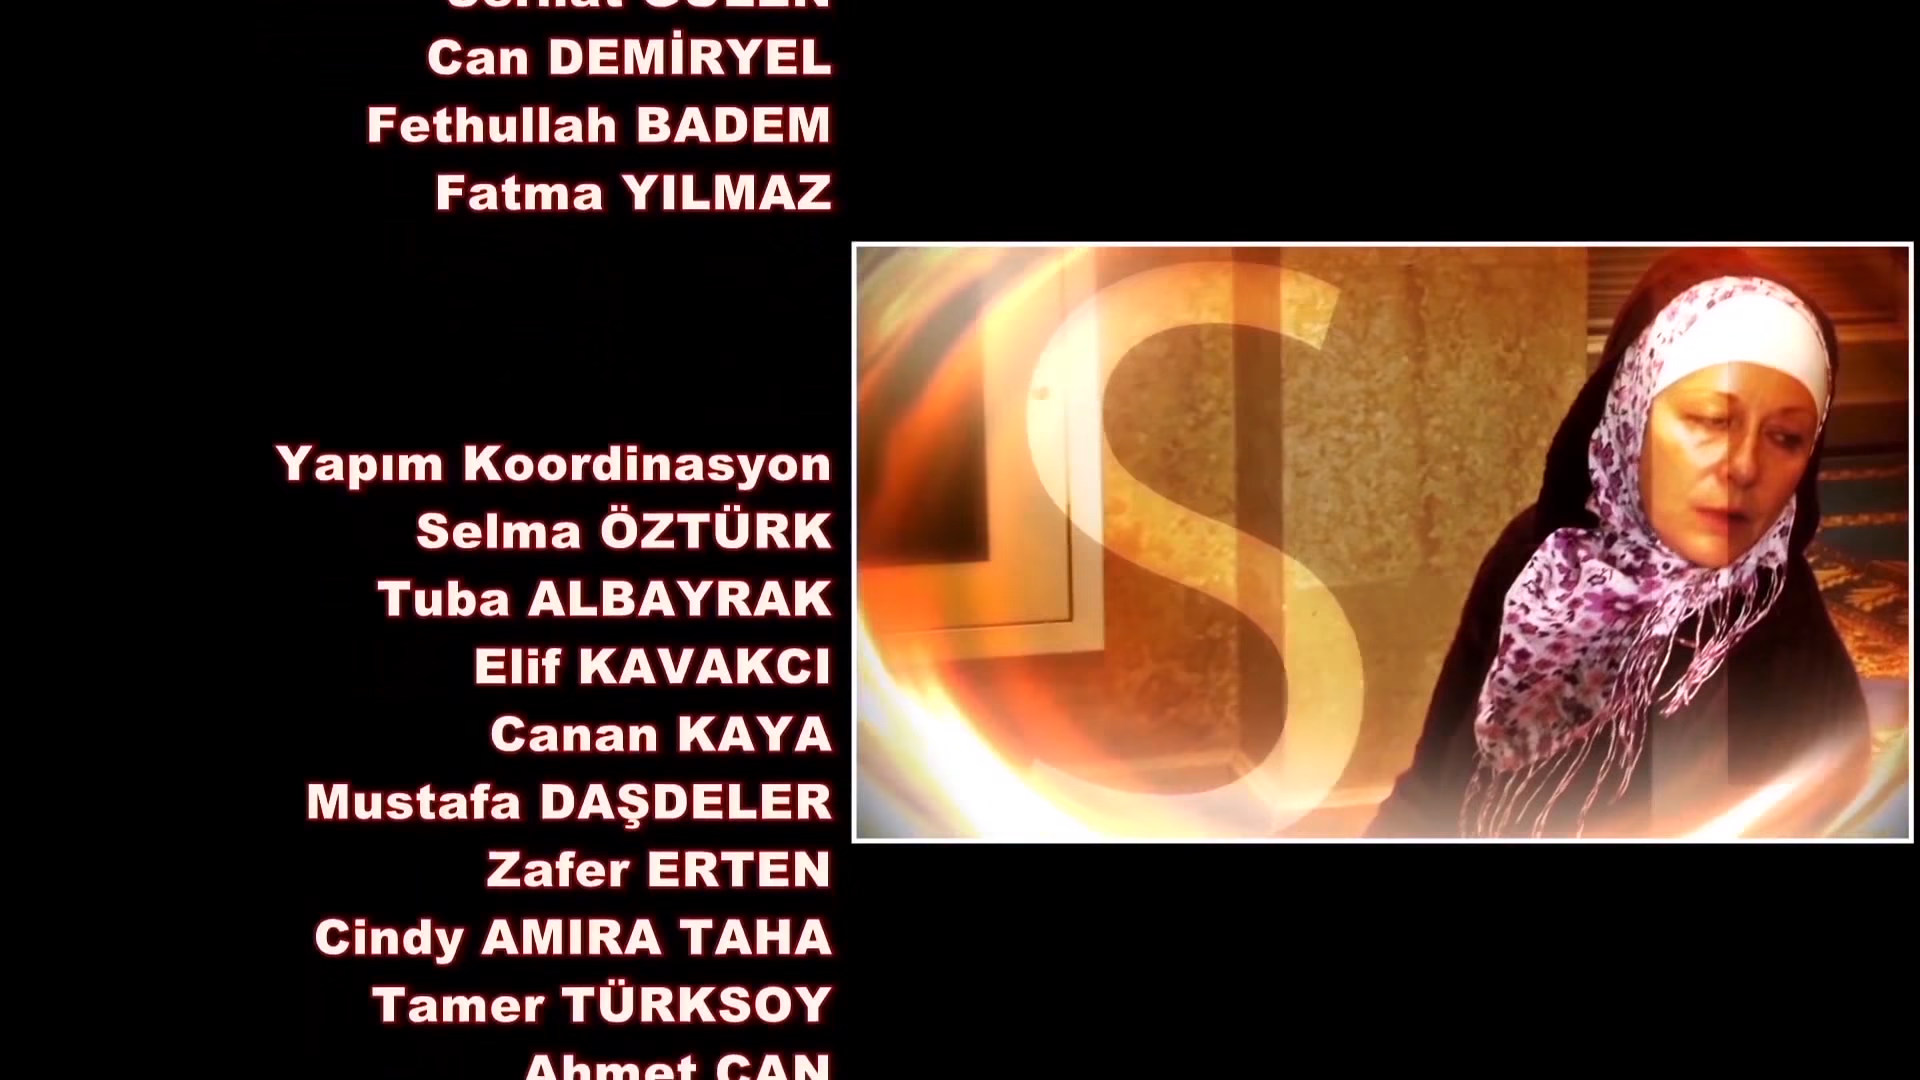 Can DEMİRYEL
Fethullah BADEM
Fatma YILMAZ
Yapım Koordinasyon
Selma ÖZTÜRK
Tuba ALBAYRAK
Elif KAVAKCI
Canan KAYA
Mustafa DAŞDELER
Zafer ERTEN
Cindy AMIRA TAHA
Tamer TÜRKSOY
Ahmet CAN
S